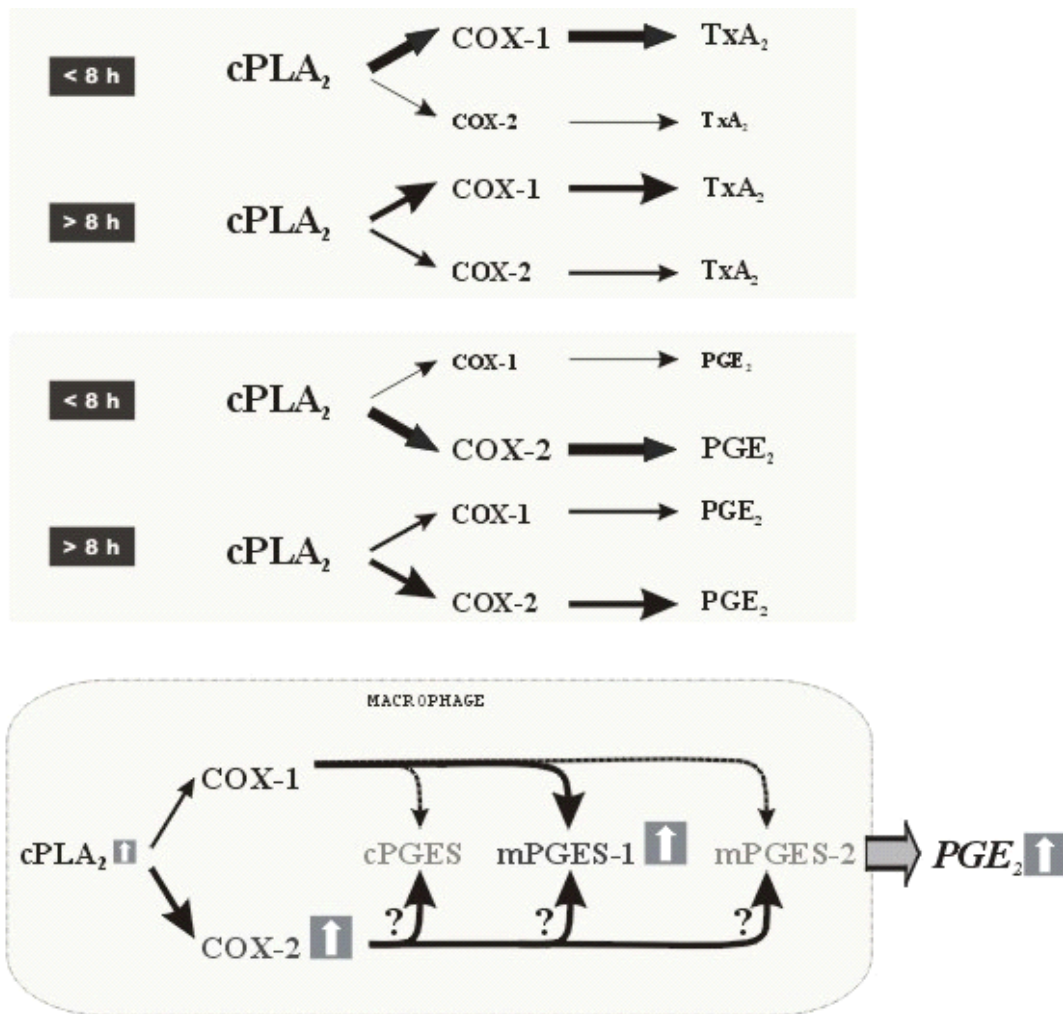 COX-1 TxA₂
< 8 h cPLA₂
COX-2 TxA₂
COX-1 TxA₂
> 8 h cPLA₂
COX-2 TxA₂
COX-1 PGE₂
< 8 h cPLA₂
COX-2 PGE₂
COX-1 PGE₂
> 8 h cPLA₂
COX-2 PGE₂
MACROPHAGE
COX-1
cPLA₂ cPGES mPGES-1 mPGES-2 PGE₂
? ? ?
COX-2